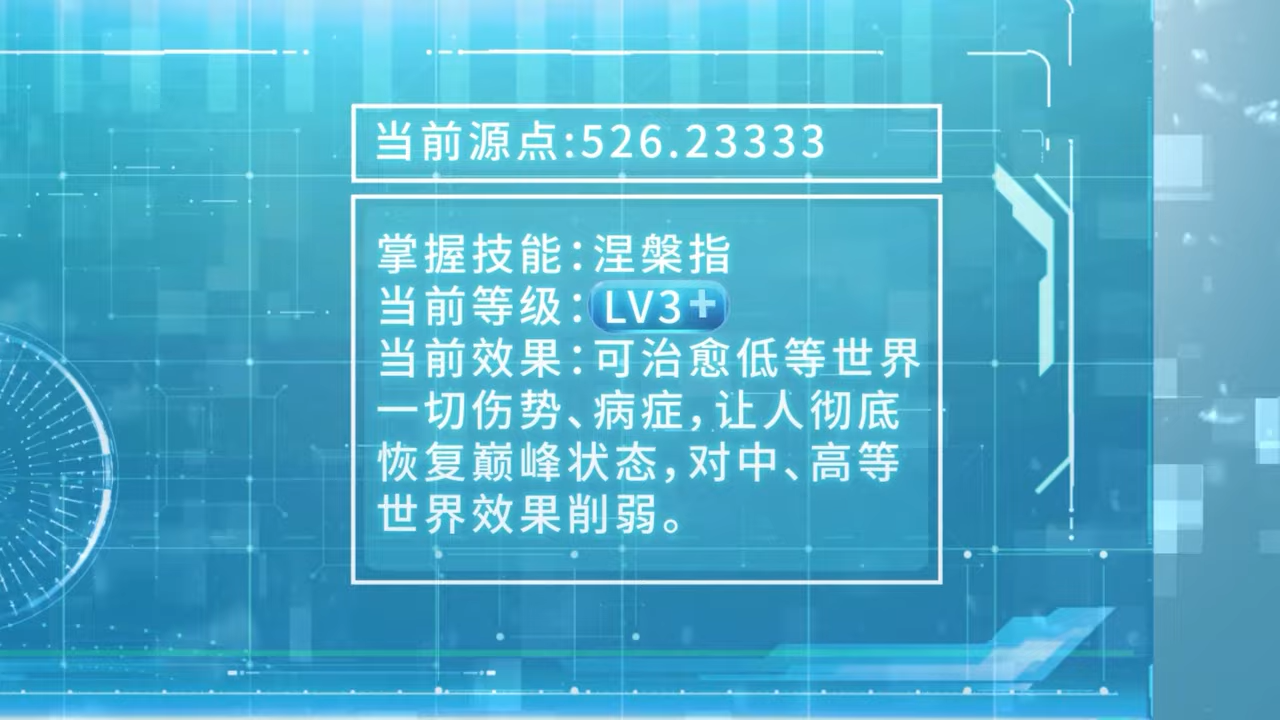 当前源点:526.23333
掌握技能:涅槃指
当前等级:LV3+
当前效果:可治愈低等世界
一切伤势、病症,让人彻底
恢复巅峰状态,对中、高等
世界效果削弱。